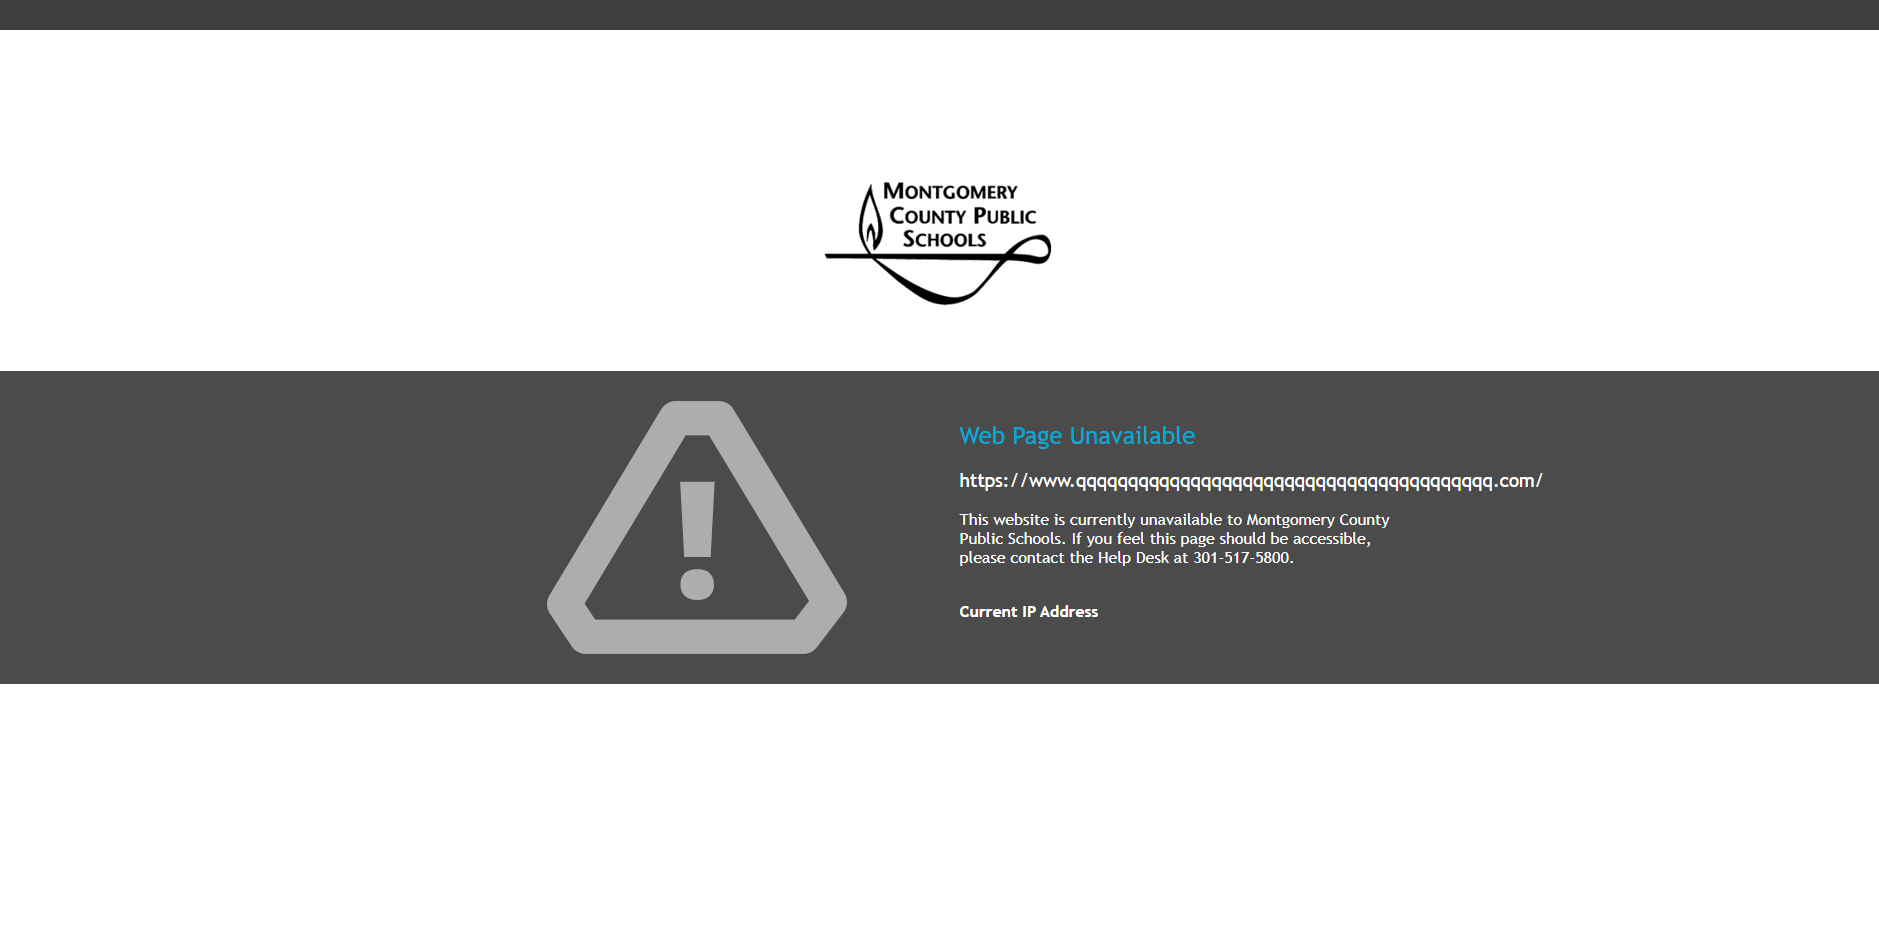 MONTGOMERY
COUNTY PUBLIC
SCHOOLS
Web Page Unavailable
https://www.qqqqqqqqqqqqqqqqqqqqqqqqqqqqqqqqqqqqqqqq.com/
This website is currently unavailable to Montgomery County
Public Schools. If you feel this page should be accessible,
please contact the Help Desk at 301-517-5800.
Current IP Address